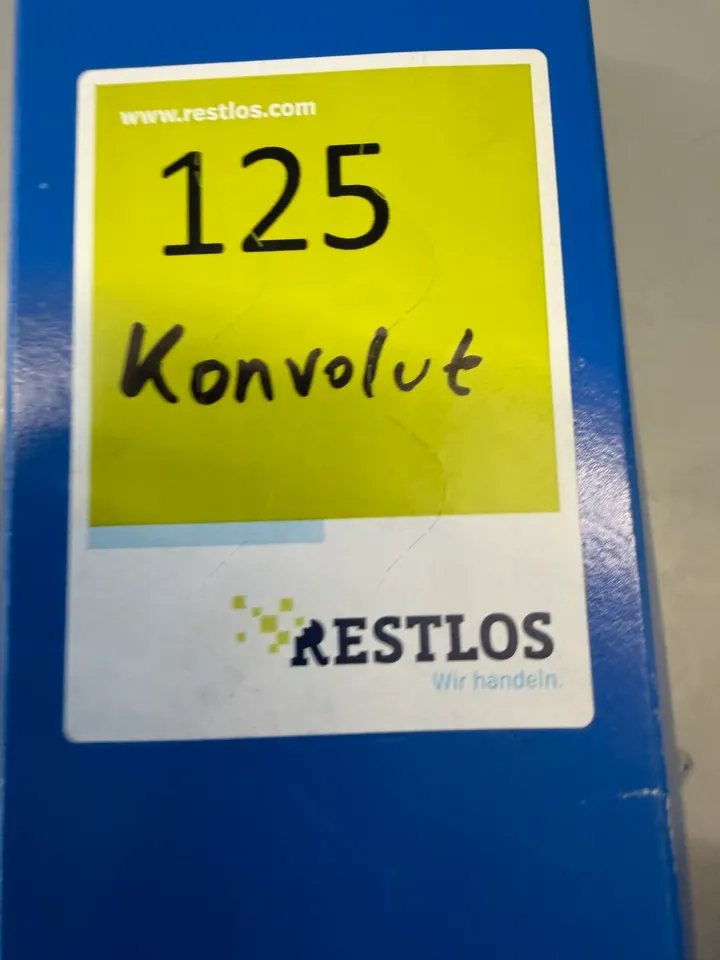 www.restlos.com
125
Konvolut
RESTLOS
Wir handeln.